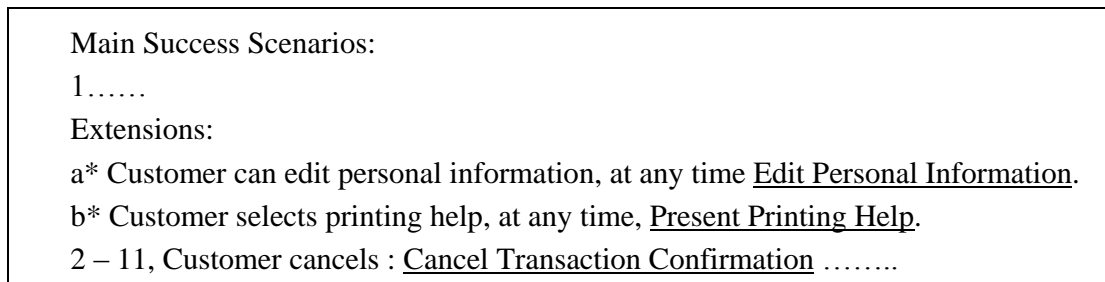 Main Success Scenarios:
1……
Extensions:
a* Customer can edit personal information, at any time Edit Personal Information.
b* Customer selects printing help, at any time, Present Printing Help.
2 – 11, Customer cancels : Cancel Transaction Confirmation ……..